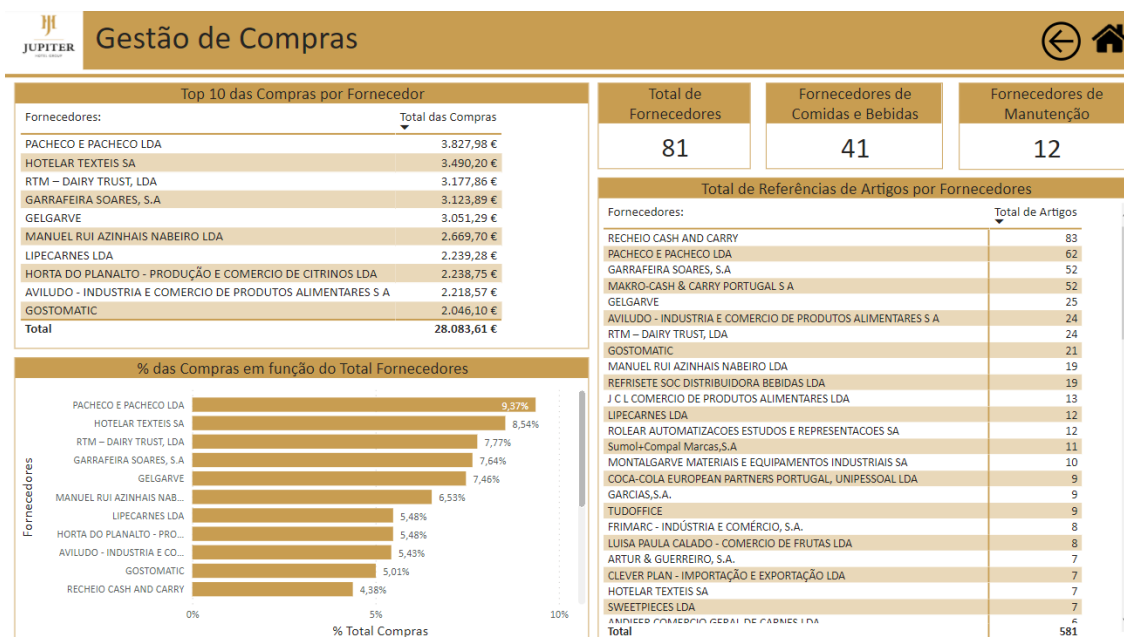 JUPITER
HOTEL GROUP
Gestão de Compras
Top 10 das Compras por Fornecedor
Fornecedores: Total das Compras
PACHECO E PACHECO LDA 3.827,98 €
HOTELAR TEXTEIS SA 3.490,20 €
RTM – DAIRY TRUST, LDA 3.177,86 €
GARRAFEIRA SOARES, S.A 3.123,89 €
GELGARVE 3.051,29 €
MANUEL RUI AZINHAIS NABEIRO LDA 2.669,70 €
LIPECARNES LDA 2.239,28 €
HORTA DO PLANALTO - PRODUÇÃO E COMERCIO DE CITRINOS LDA 2.238,75 €
AVILUDO - INDUSTRIA E COMERCIO DE PRODUTOS ALIMENTARES S A 2.218,57 €
GOSTOMATIC 2.046,10 €
Total 28.083,61 €
% das Compras em função do Total Fornecedores
Fornecedores
PACHECO E PACHECO LDA 9,37%
HOTELAR TEXTEIS SA 8,54%
RTM – DAIRY TRUST, LDA 7,77%
GARRAFEIRA SOARES, S.A 7,64%
GELGARVE 7,46%
MANUEL RUI AZINHAIS NAB... 6,53%
LIPECARNES LDA 5,48%
HORTA DO PLANALTO - PRO... 5,48%
AVILUDO - INDUSTRIA E CO... 5,43%
GOSTOMATIC 5,01%
RECHEIO CASH AND CARRY 4,38%
0% 5% 10%
% Total Compras
Total de
Fornecedores
81
Fornecedores de
Comidas e Bebidas
41
Fornecedores de
Manutenção
12
Total de Referências de Artigos por Fornecedores
Fornecedores: Total de Artigos
RECHEIO CASH AND CARRY 83
PACHECO E PACHECO LDA 62
GARRAFEIRA SOARES, S.A 52
MAKRO-CASH & CARRY PORTUGAL S A 52
GELGARVE 25
AVILUDO - INDUSTRIA E COMERCIO DE PRODUTOS ALIMENTARES S A 24
RTM – DAIRY TRUST, LDA 24
GOSTOMATIC 21
MANUEL RUI AZINHAIS NABEIRO LDA 19
REFRISETE SOC DISTRIBUIDORA BEBIDAS LDA 19
J C L COMERCIO DE PRODUTOS ALIMENTARES LDA 13
LIPECARNES LDA 12
ROLEAR AUTOMATIZACOES ESTUDOS E REPRESENTACOES SA 12
Sumol+Compal Marcas,S.A 11
MONTALGARVE MATERIAIS E EQUIPAMENTOS INDUSTRIAIS SA 10
COCA-COLA EUROPEAN PARTNERS PORTUGAL, UNIPESSOAL LDA 9
GARCIAS,S.A. 9
TUDOFFICE 9
FRIMARC - INDÚSTRIA E COMÉRCIO, S.A. 8
LUISA PAULA CALADO - COMERCIO DE FRUTAS LDA 8
ARTUR & GUERREIRO, S.A. 7
CLEVER PLAN - IMPORTAÇÃO E EXPORTAÇÃO LDA 7
HOTELAR TEXTEIS SA 7
SWEETPIECES LDA 7
ANDIFER COMERCIO GERAL DE CARNES LDA 6
Total 581